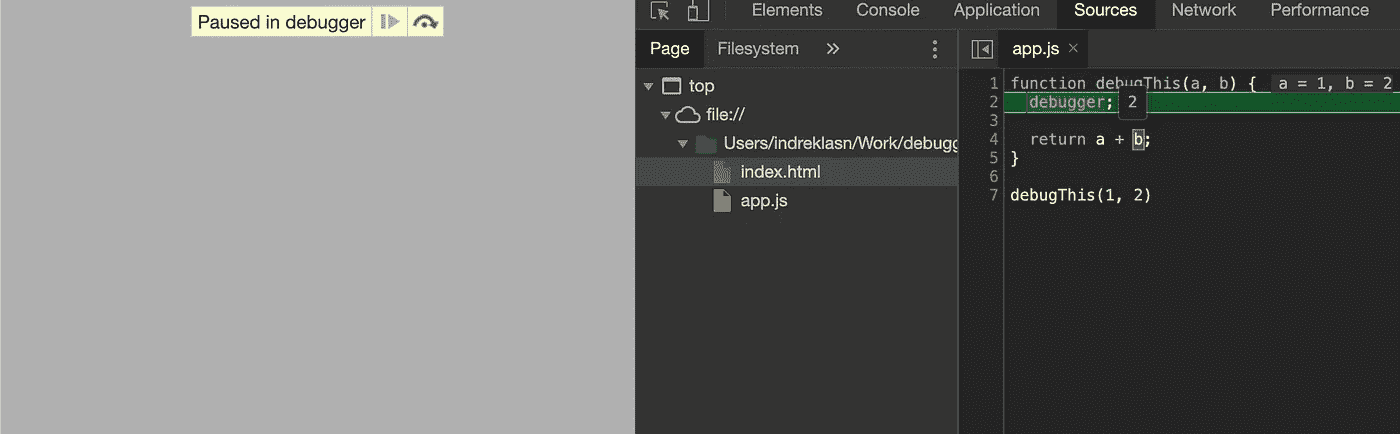 Paused in debugger
Elements Console Application Sources Network Performance
Page Filesystem »
top
file://
Users/indreklasn/Work/debugg
index.html
app.js
app.js ×
1 function debugThis(a, b) { a = 1, b = 2
2 debugger; 2
3
4 return a + b;
5 }
6
7 debugThis(1, 2)